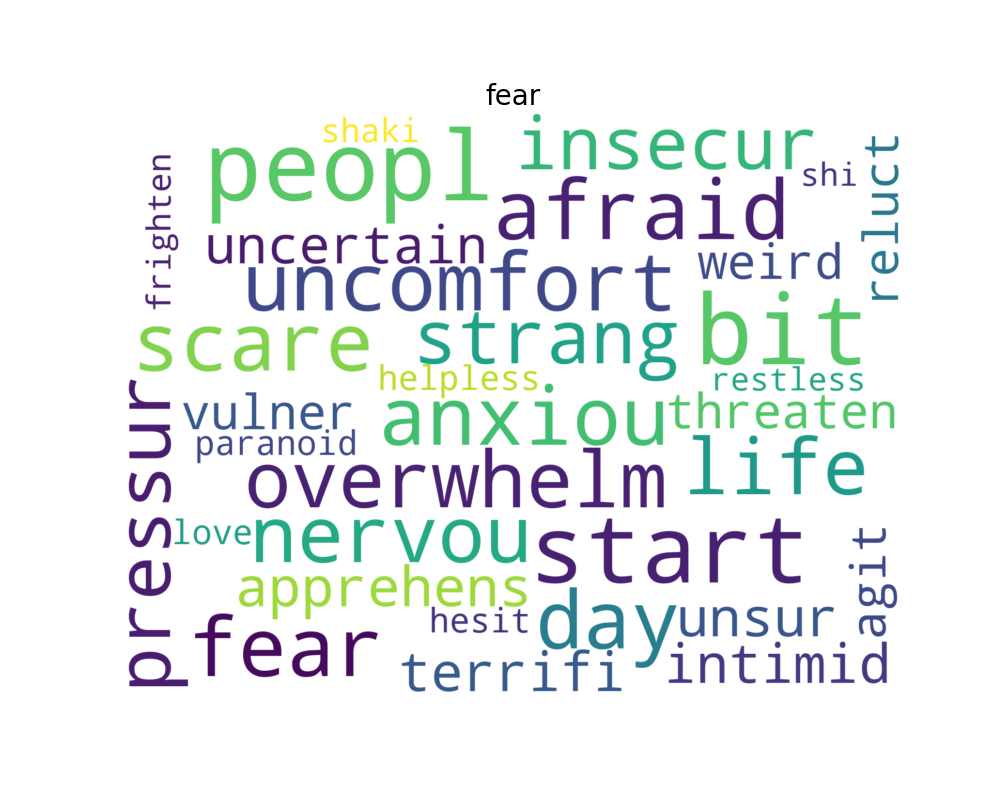 fear
shaki
peopl
insecur
shi
reluct
frighten
afraid
uncertain
weird
uncomfort
bit
scare
strang
helpless
restless
pressur
vulner
anxiou
threaten
paranoid
life
overwhelm
love
nervou
start
agit
apprehens
day
unsur
hesit
fear
intimid
terrifi